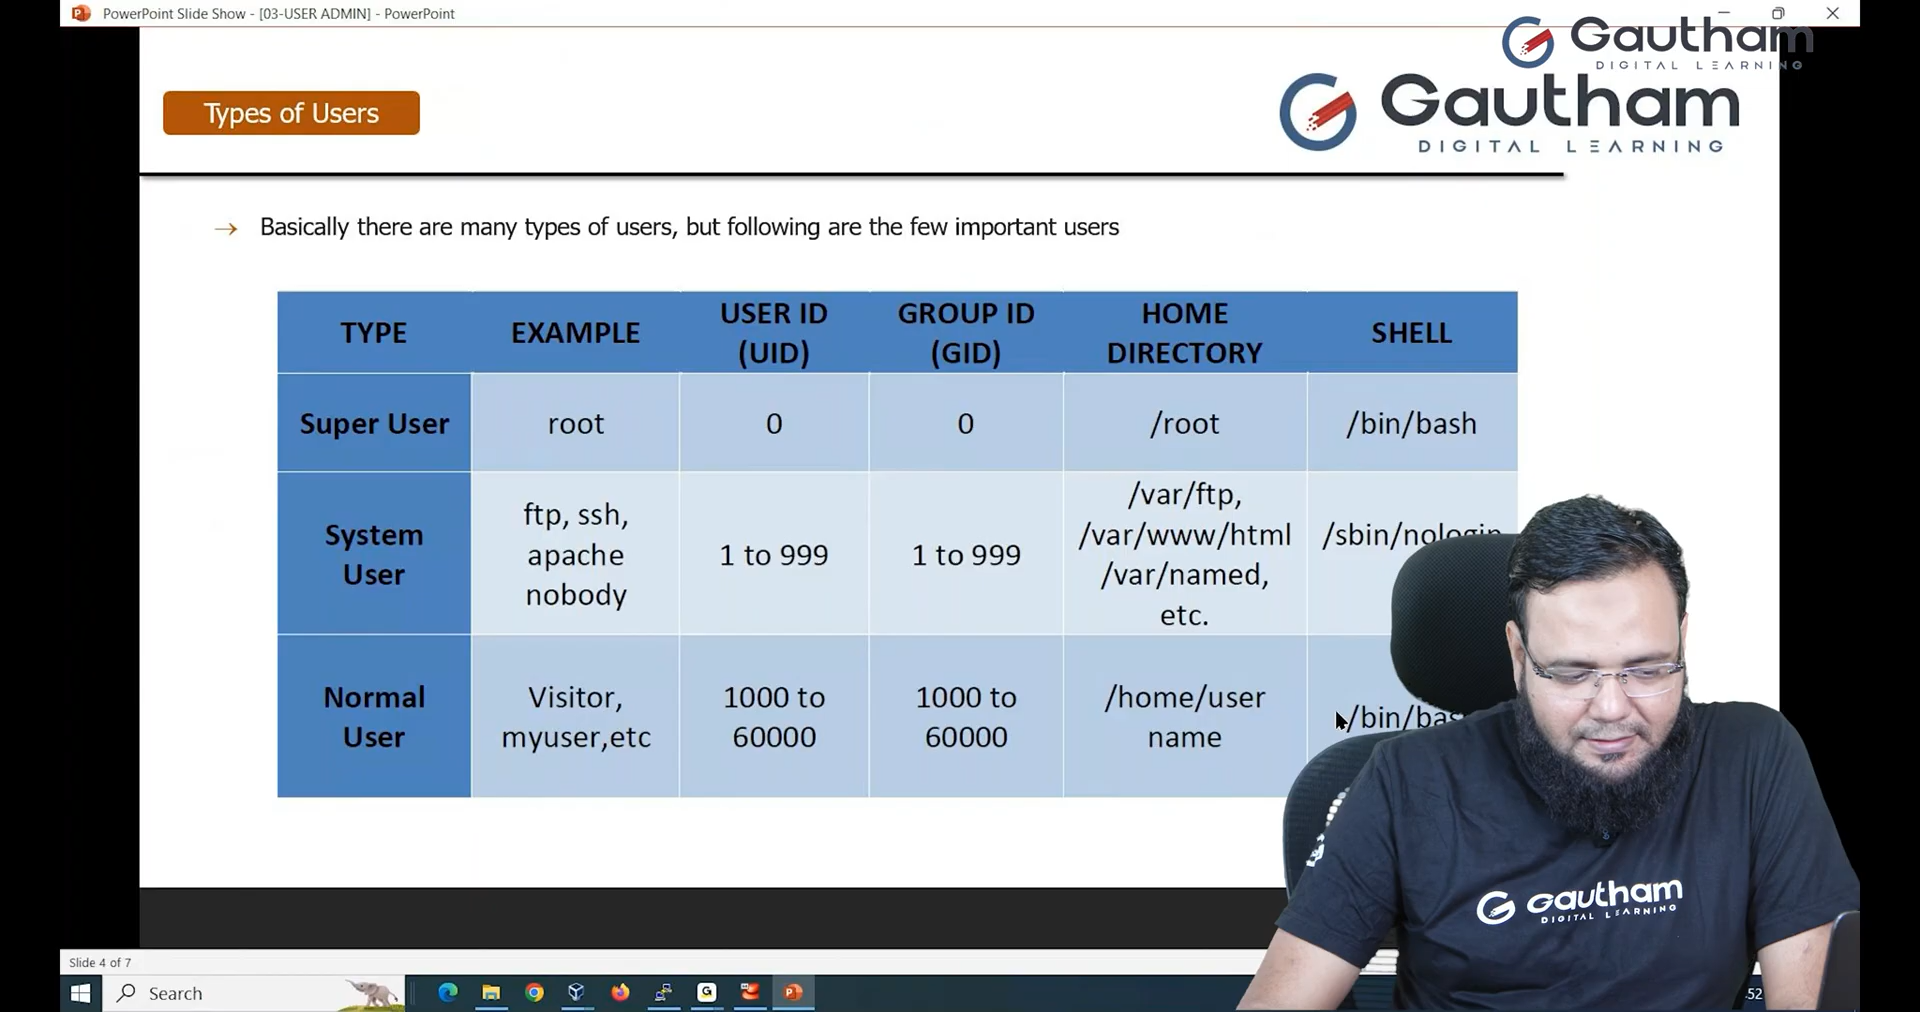 PowerPoint Slide Show - [03-USER ADMIN] - PowerPoint
Gautham
DIGITAL LEARNING
Types of Users
Gautham
DIGITAL LEARNING
→ Basically there are many types of users, but following are the few important users
TYPE
EXAMPLE
USER ID
(UID)
GROUP ID
(GID)
HOME
DIRECTORY
SHELL
Super User
root
0
0
/root
/bin/bash
System
User
ftp, ssh,
apache
nobody
1 to 999
1 to 999
/var/ftp,
/var/www/html
/var/named,
etc.
/sbin/nologin
Normal
User
Visitor,
myuser,etc
1000 to
60000
1000 to
60000
/home/user
name
Gautham
DIGITAL LEARNING
Slide 4 of 7
Search